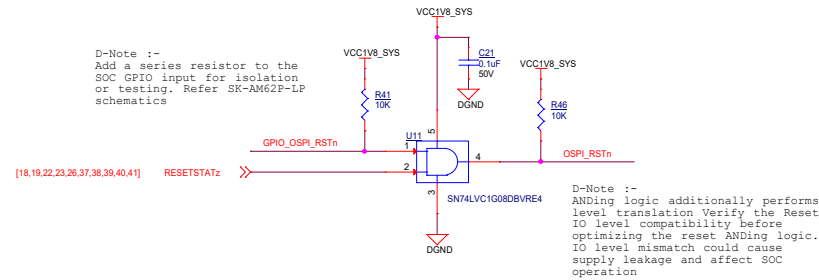 VCC1V8_SYS
D-Note :-
Add a series resistor to the
SOC GPIO input for isolation
or testing. Refer SK-AM62P-LP
schematics
VCC1V8_SYS
C21
0.1uF
50V
VCC1V8_SYS
DGND
R41
10K
R46
10K
U11
5
GPIO_OSPI_RSTn
1
4
OSPI_RSTn
2
[18,19,22,23,26,37,38,39,40,41]
RESETSTATz
3
SN74LVC1G08DBVRE4
DGND
D-Note :-
ANDing logic additionally performs
level translation Verify the Reset
IO level compatibility before
optimizing the reset ANDing logic.
IO level mismatch could cause
supply leakage and affect SOC
operation